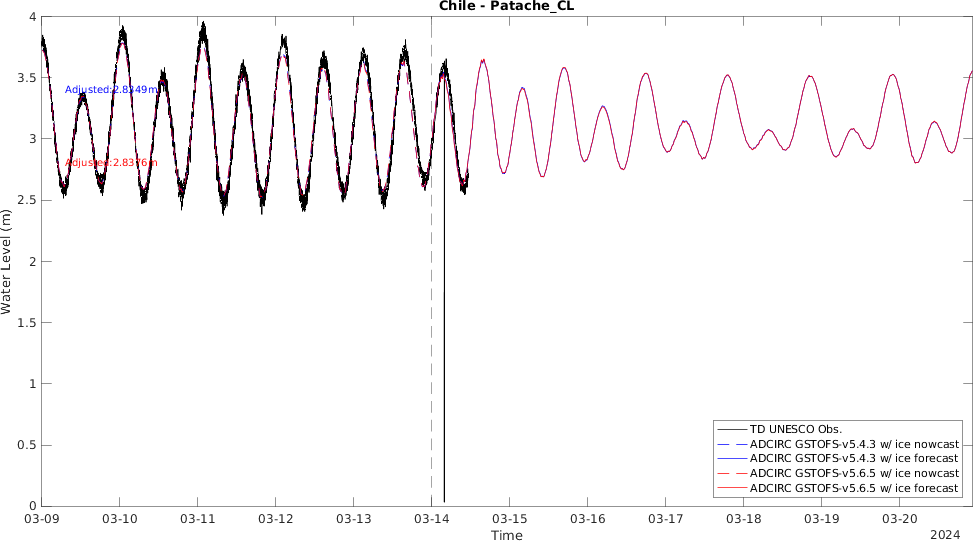 Chile - Patache_CL
4
3.5
3
2.5
2
1.5
1
0.5
0
Water Level (m)
Adjusted:2.8349m
Adjusted:2.8376m
TD UNESCO Obs.
ADCIRC GSTOFS-v5.4.3 w/ ice nowcast
ADCIRC GSTOFS-v5.4.3 w/ ice forecast
ADCIRC GSTOFS-v5.6.5 w/ ice nowcast
ADCIRC GSTOFS-v5.6.5 w/ ice forecast
03-09 03-10 03-11 03-12 03-13 03-14 03-15 03-16 03-17 03-18 03-19 03-20
Time
2024